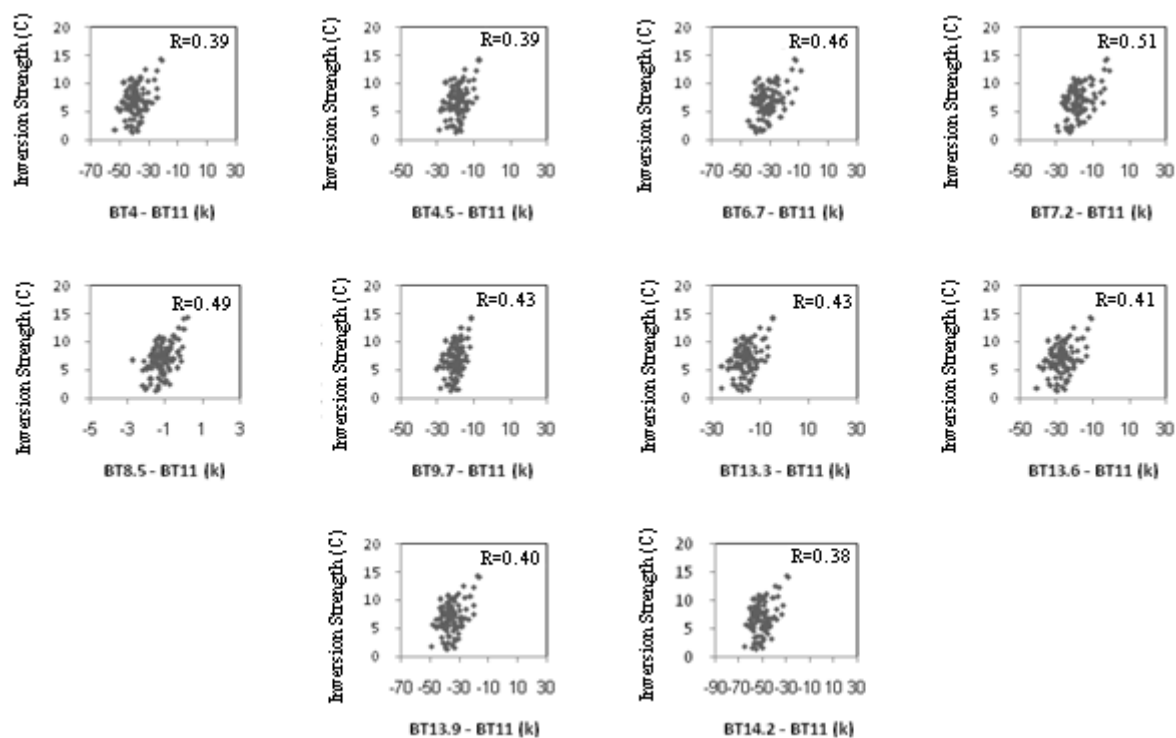 Inversion Strength (C)
20
15
10
5
0
R=0.39
-70 -50 -30 -10 10 30
BT4 - BT11 (k)
Inversion Strength (C)
20
15
10
5
0
R=0.39
-50 -30 -10 10 30
BT4.5 - BT11 (k)
Inversion Strength (C)
20
15
10
5
0
R=0.46
-70 -50 -30 -10 10 30
BT6.7 - BT11 (k)
Inversion Strength (C)
20
15
10
5
0
R=0.51
-50 -30 -10 10 30
BT7.2 - BT11 (k)
Inversion Strength (C)
20
15
10
5
0
R=0.49
-5 -3 -1 1 3
BT8.5 - BT11 (k)
Inversion Strength (C)
20
15
10
5
0
R=0.43
-50 -30 -10 10 30
BT9.7 - BT11 (k)
Inversion Strength (C)
20
15
10
5
0
R=0.43
-30 -10 10 30
BT13.3 - BT11 (k)
Inversion Strength (C)
20
15
10
5
0
R=0.41
-50 -30 -10 10 30
BT13.6 - BT11 (k)
Inversion Strength (C)
20
15
10
5
0
R=0.40
-70 -50 -30 -10 10 30
BT13.9 - BT11 (k)
Inversion Strength (C)
20
15
10
5
0
R=0.38
-90 -70 -50 -30 -10 10 30
BT14.2 - BT11 (k)